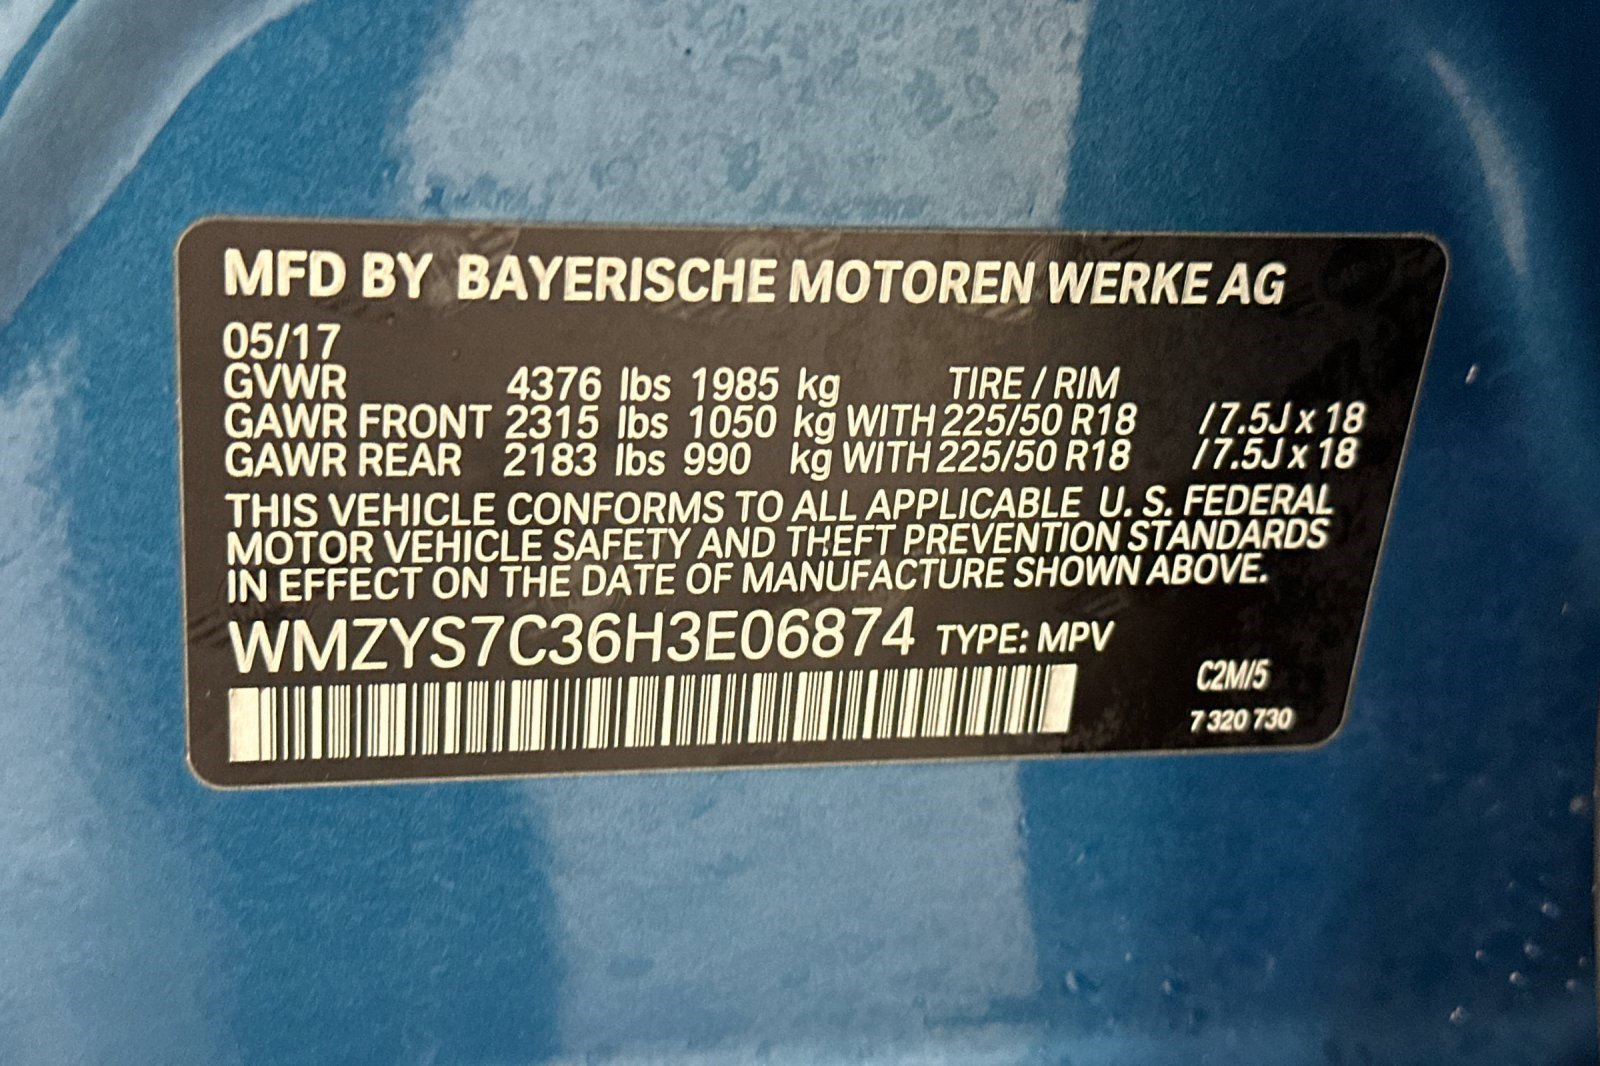 MFD BY BAYERISCHE MOTOREN WERKE AG
05/17
GVWR 4376 lbs 1985 kg TIRE / RIM
GAWR FRONT 2315 lbs 1050 kg WITH 225/50 R18 /7.5J x 18
GAWR REAR 2183 lbs 990 kg WITH 225/50 R18 /7.5J x 18
THIS VEHICLE CONFORMS TO ALL APPLICABLE U. S. FEDERAL
MOTOR VEHICLE SAFETY AND THEFT PREVENTION STANDARDS
IN EFFECT ON THE DATE OF MANUFACTURE SHOWN ABOVE.
WMZYS7C36H3E06874 TYPE: MPV
C2M/5
7 320 730